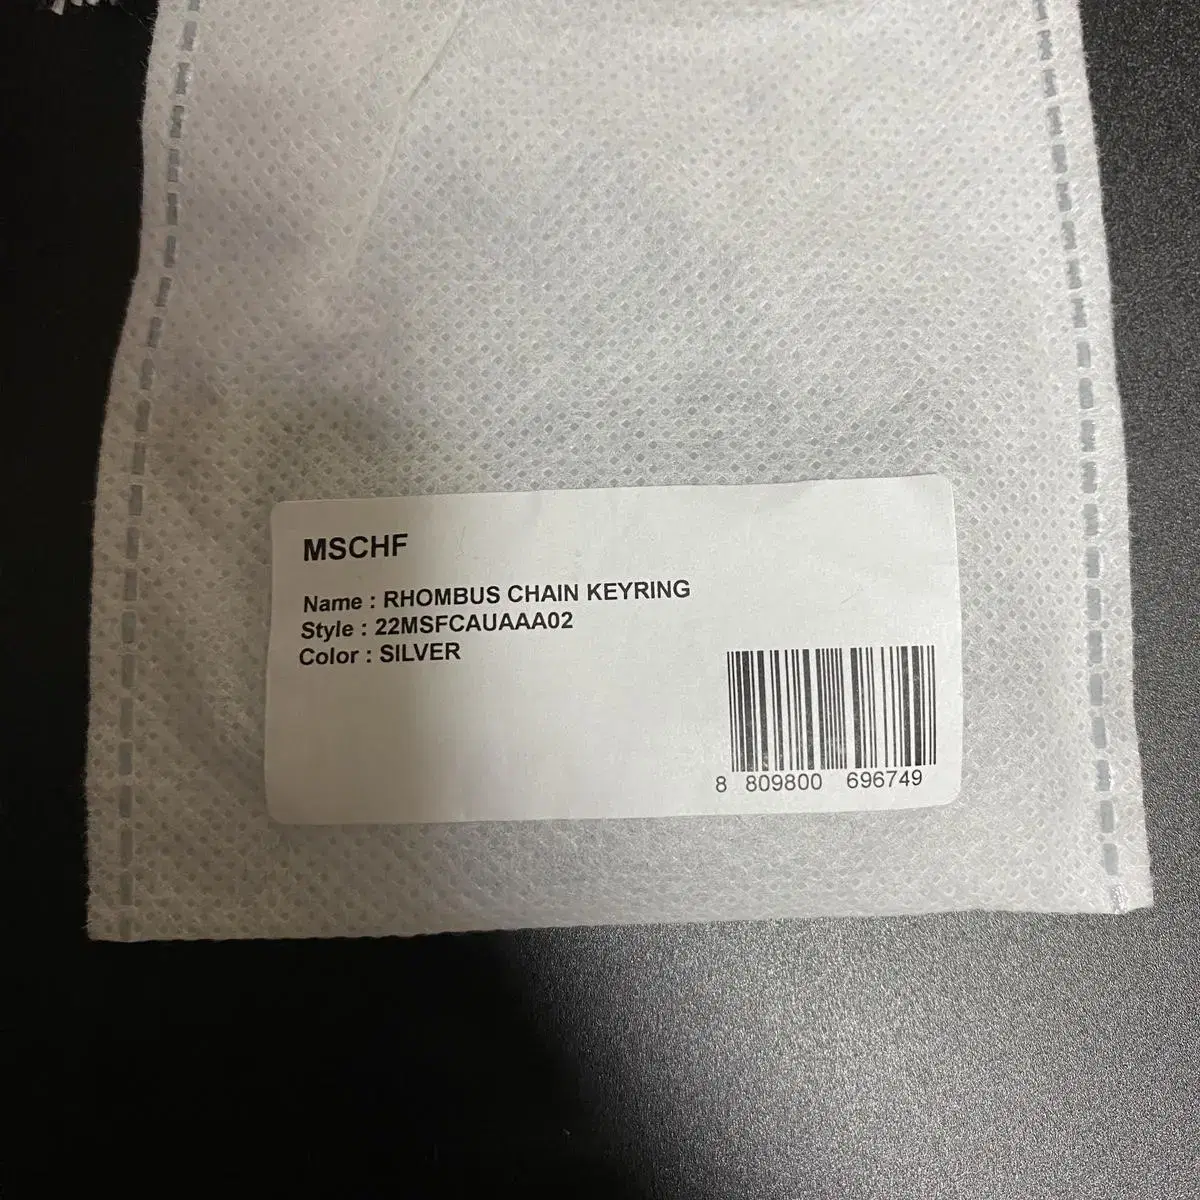 MSCHF
Name : RHOMBUS CHAIN KEYRING
Style : 22MSFCAUAAA02
Color : SILVER
8 809800 696749